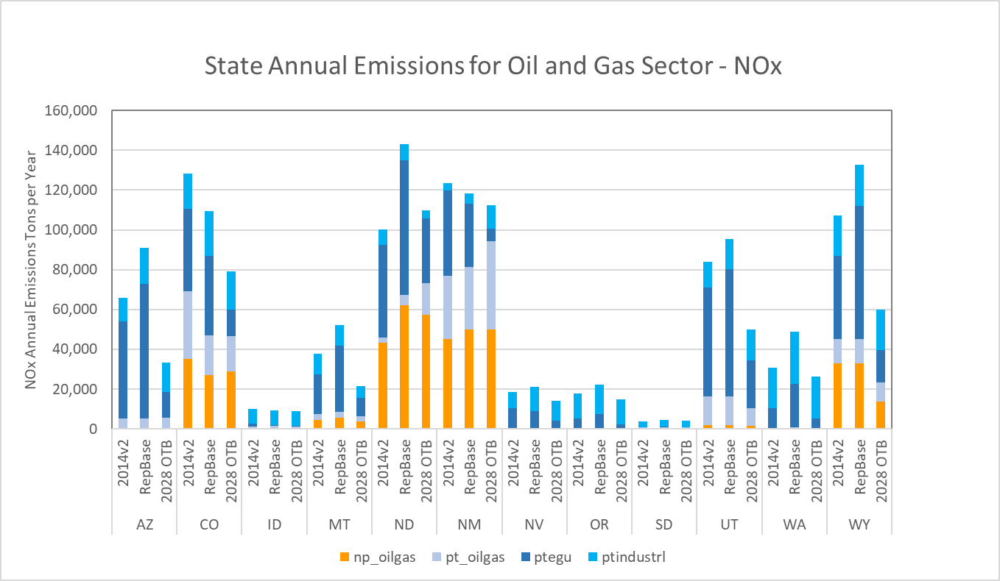 State Annual Emissions for Oil and Gas Sector - NOx
NOx Annual Emissions Tons per Year
160,000
140,000
120,000
100,000
80,000
60,000
40,000
20,000
0
2014v2 RepBase 2028 OTB 2014v2 RepBase 2028 OTB 2014v2 RepBase 2028 OTB 2014v2 RepBase 2028 OTB 2014v2 RepBase 2028 OTB 2014v2 RepBase 2028 OTB 2014v2 RepBase 2028 OTB 2014v2 RepBase 2028 OTB 2014v2 RepBase 2028 OTB 2014v2 RepBase 2028 OTB 2014v2 RepBase 2028 OTB 2014v2 RepBase 2028 OTB
AZ CO ID MT ND NM NV OR SD UT WA WY
np_oilgas pt_oilgas ptegu ptindustrl